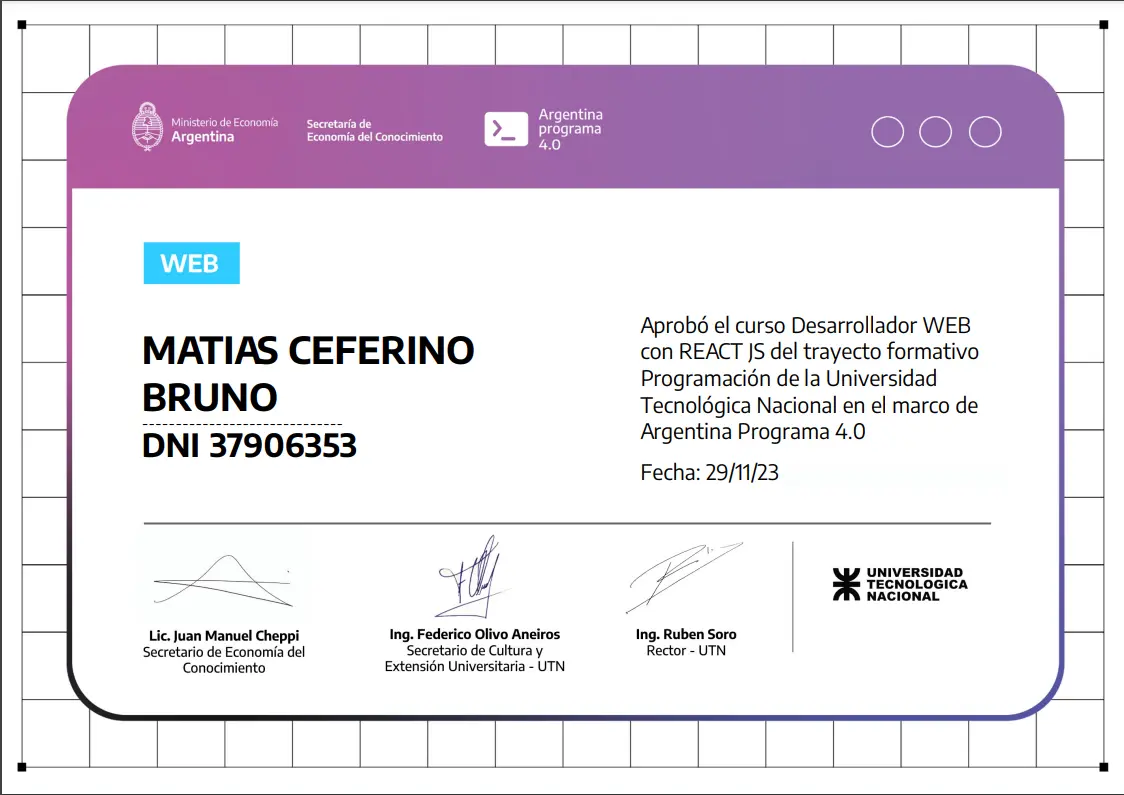 Ministerio de Economía
Argentina
Secretaría de
Economía del Conocimiento
Argentina
programa
4.0
WEB
MATIAS CEFERINO
BRUNO
DNI 37906353
Aprobó el curso Desarrollador WEB
con REACT JS del trayecto formativo
Programación de la Universidad
Tecnológica Nacional en el marco de
Argentina Programa 4.0
Fecha: 29/11/23
Lic. Juan Manuel Cheppi
Secretario de Economía del
Conocimiento
Ing. Federico Olivo Aneiros
Secretario de Cultura y
Extensión Universitaria - UTN
Ing. Ruben Soro
Rector - UTN
UNIVERSIDAD
TECNOLOGICA
NACIONAL